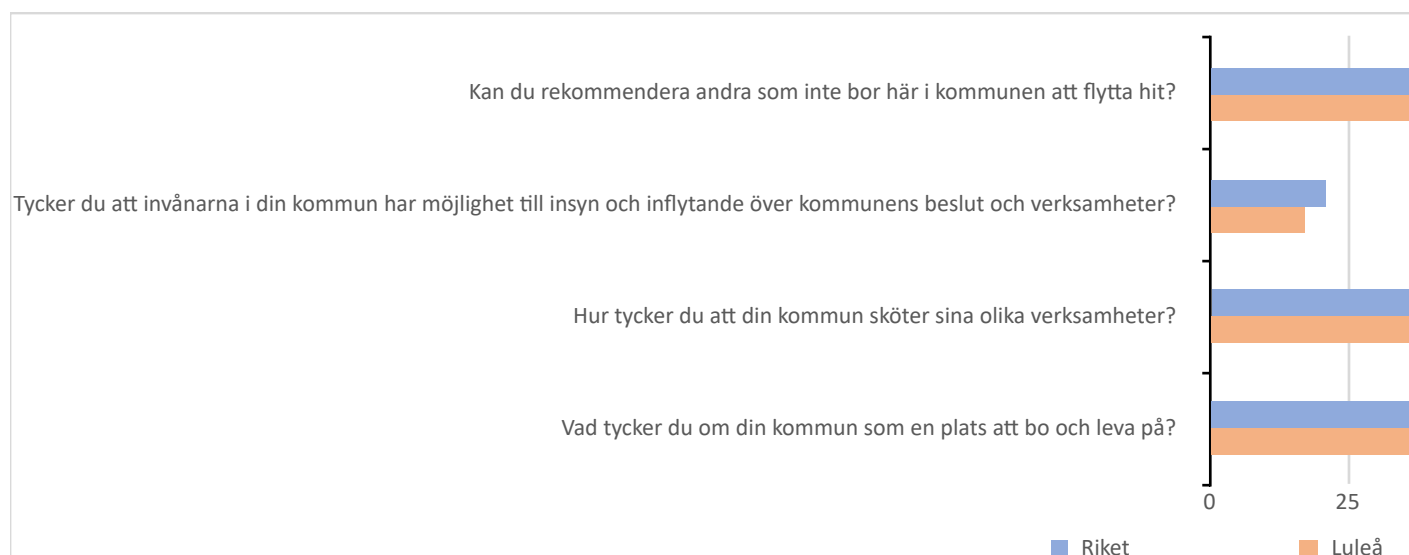 Kan du rekommendera andra som inte bor här i kommunen att flytta hit?
Tycker du att invånarna i din kommun har möjlighet till insyn och inflytande över kommunens beslut och verksamheter?
Hur tycker du att din kommun sköter sina olika verksamheter?
Vad tycker du om din kommun som en plats att bo och leva på?
0 25
Riket Luleå